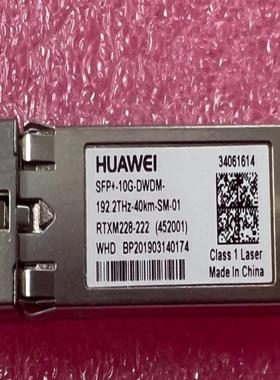 HUAWEI 34061614
SFP+-10G-DWDM-
192.2THz-40km-SM-01
RTXM228-222 (452001)
WHD BP201903140174
Class 1 Laser
Made In China